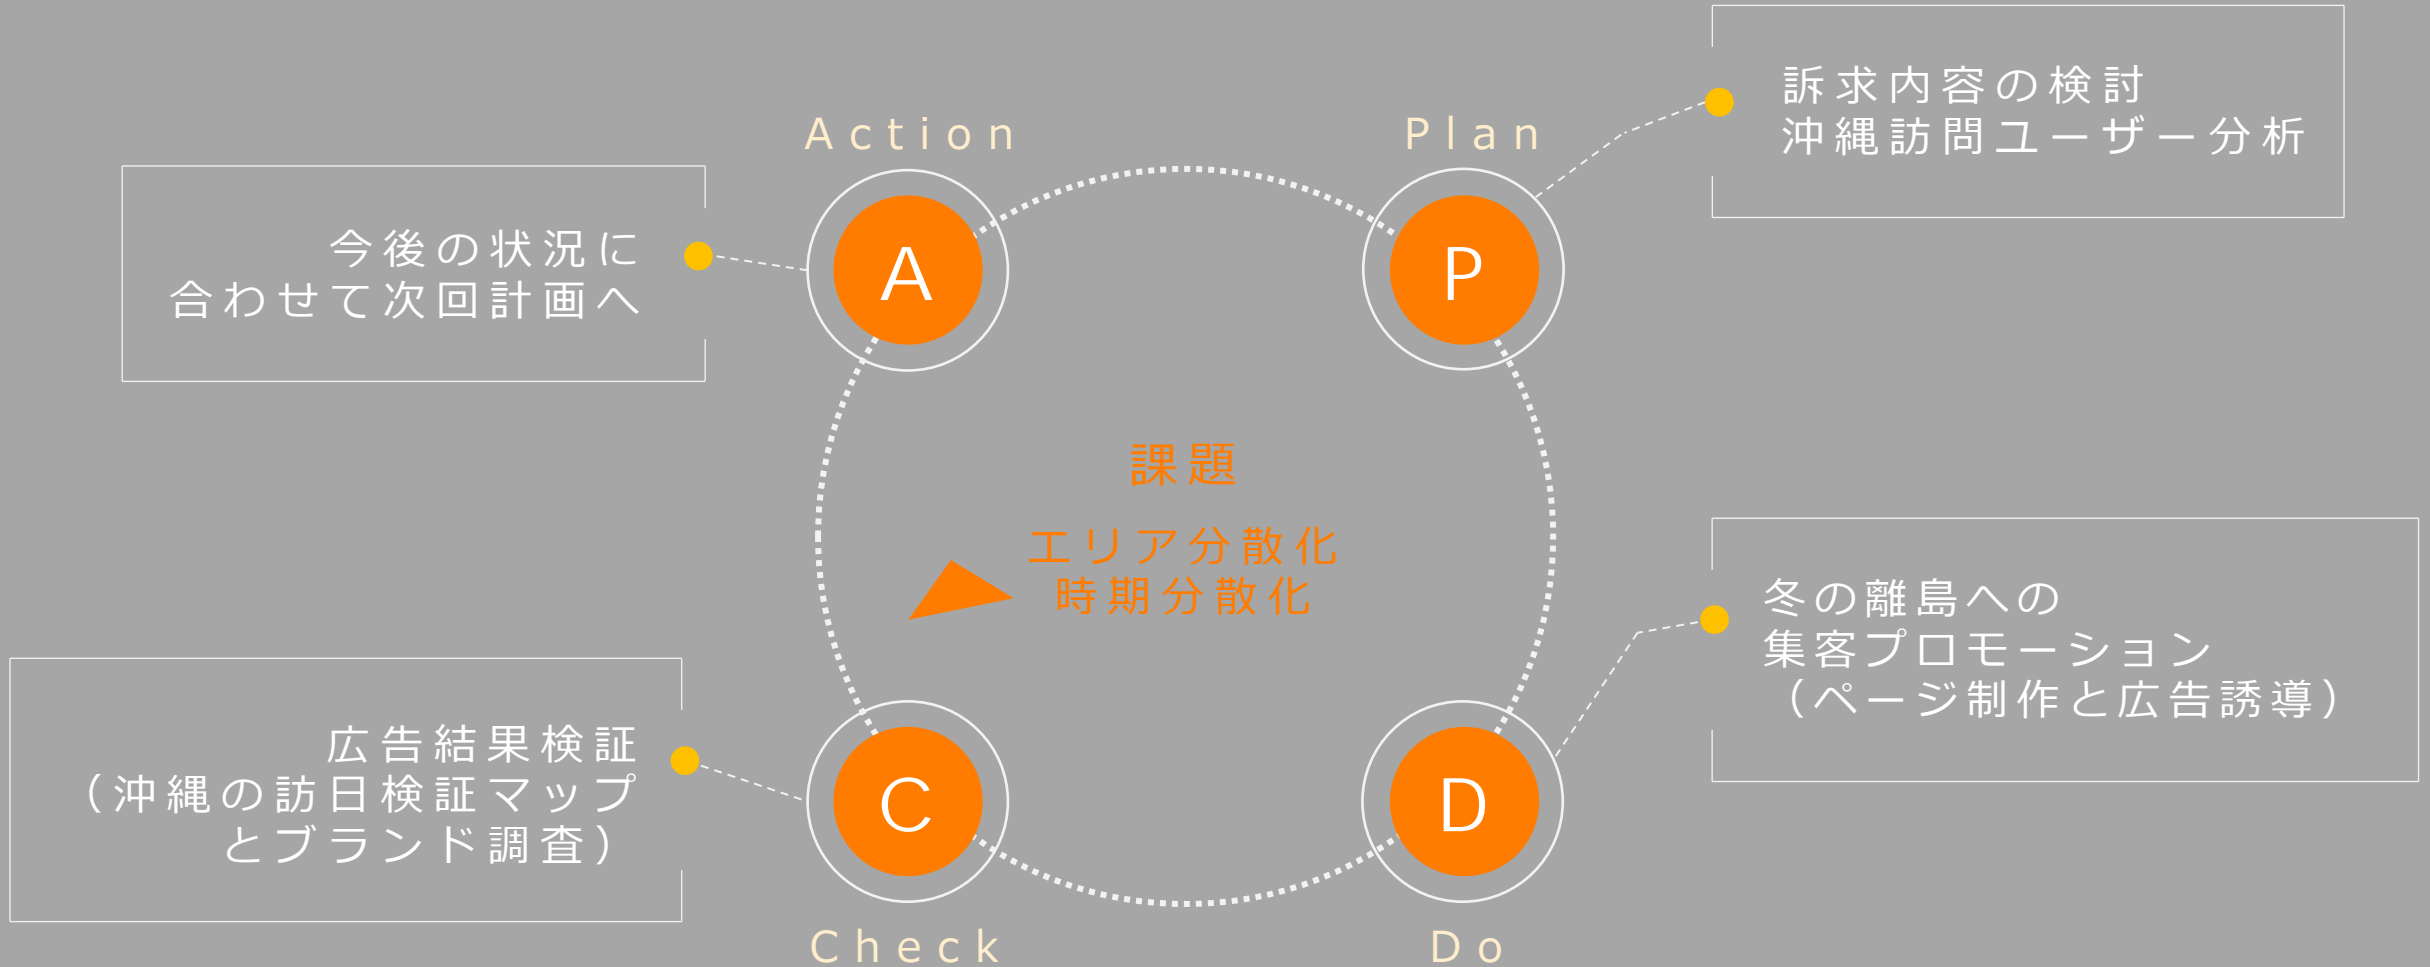 Action
A
今後の状況に
合わせて次回計画へ
Plan
P
訴求内容の検討
沖縄訪問ユーザー分析
課題
エリア分散化
時期分散化
広告結果検証
（沖縄の訪日検証マップ
とブランド調査）
C
Check
D
Do
冬の離島への
集客プロモーション
（ページ制作と広告誘導）